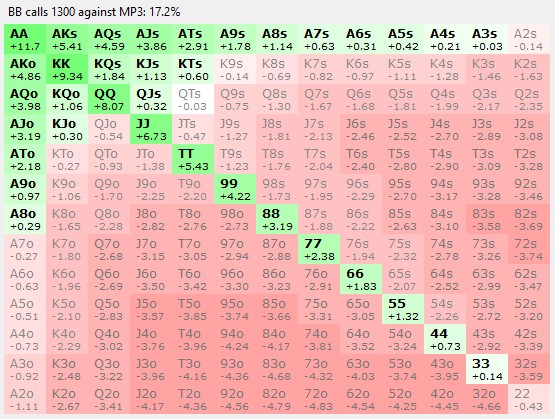 BB calls 1300 against MP3: 17.2%
AA AKs AQs AJs ATs A9s A8s A7s A6s A5s A4s A3s A2s
+11.7 +5.41 +4.59 +3.86 +2.91 +1.78 +1.14 +0.63 +0.31 +0.42 +0.21 +0.03 -0.14
AKo KK KQs KJs KTs K9s K8s K7s K6s K5s K4s K3s K2s
+4.86 +9.34 +1.84 +1.13 +0.60 -0.14 -0.69 -0.82 -0.97 -1.11 -1.28 -1.46 -1.63
AQo KQo QQ QJs QTs Q9s Q8s Q7s Q6s Q5s Q4s Q3s Q2s
+3.98 +1.06 +8.07 +0.32 -0.03 -0.75 -1.30 -1.67 -1.68 -1.81 -1.99 -2.17 -2.35
AJo KJo QJo JJ JTs J9s J8s J7s J6s J5s J4s J3s J2s
+3.19 +0.30 -0.54 +6.73 -0.47 -1.27 -1.81 -2.13 -2.46 -2.52 -2.70 -2.89 -3.08
ATo KTo QTo JTo TT T9s T8s T7s T6s T5s T4s T3s T2s
+2.18 -0.27 -0.93 -1.38 +5.43 -1.23 -1.76 -2.04 -2.40 -2.80 -2.90 -3.09 -3.28
A9o K9o Q9o J9o T9o 99 98s 97s 96s 95s 94s 93s 92s
+0.97 -1.06 -1.70 -2.25 -2.20 +4.22 -1.73 -1.95 -2.29 -2.70 -3.17 -3.28 -3.46
A8o K8o Q8o J8o T8o 98o 88 87s 86s 85s 84s 83s 82s
+0.29 -1.65 -2.28 -2.82 -2.76 -2.73 +3.19 -1.88 -2.22 -2.63 -3.10 -3.58 -3.69
A7o K7o Q7o J7o T7o 97o 87o 77 76s 75s 74s 73s 72s
-0.27 -1.80 -2.68 -3.15 -3.05 -2.94 -2.88 +2.38 -1.94 -2.32 -2.78 -3.26 -3.74
A6o K6o Q6o J6o T6o 96o 86o 76o 66 65s 64s 63s 62s
-0.63 -1.96 -2.69 -3.50 -3.42 -3.30 -3.23 -2.91 +1.83 -2.07 -2.52 -2.99 -3.47
A5o K5o Q5o J5o T5o 95o 85o 75o 65o 55 54s 53s 52s
-0.51 -2.10 -2.83 -3.57 -3.85 -3.74 -3.66 -3.31 -3.05 +1.32 -2.26 -2.72 -3.20
A4o K4o Q4o J4o T4o 94o 84o 74o 64o 54o 44 43s 42s
-0.73 -2.29 -3.02 -3.76 -3.96 -4.24 -4.17 -3.81 -3.52 -3.24 +0.73 -2.92 -3.39
A3o K3o Q3o J3o T3o 93o 83o 73o 63o 53o 43o 33 32s
-0.92 -2.48 -3.22 -3.96 -4.16 -4.36 -4.68 -4.32 -4.03 -3.74 -3.95 +0.14 -3.59
A2o K2o Q2o J2o T2o 92o 82o 72o 62o 52o 42o 32o 22
-1.11 -2.67 -3.41 -4.17 -4.36 -4.56 -4.79 -4.83 -4.54 -4.25 -4.45 -4.66 -0.43